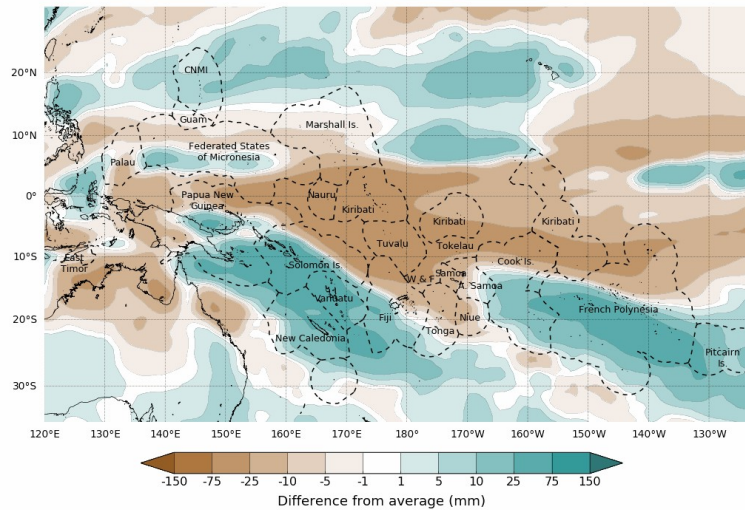 20°N
10°N
0°
10°S
20°S
30°S
CNMI
Guam
Marshall Is.
Federated States
of Micronesia
Palau
Papua New
Guinea
Nauru
Kiribati
Kiribati
Kiribati
Tuvalu
Tokelau
East
Timor
Solomon Is.
Cook Is.
W & F
Samoa
A. Samoa
Vanuatu
Fiji
Niue
French Polynesia
Tonga
New Caledonia
Pitcairn
Is.
120°E 130°E 140°E 150°E 160°E 170°E 180° 170°W 160°W 150°W 140°W 130°W
-150 -75 -25 -10 -5 -1 1 5 10 25 75 150
Difference from average (mm)